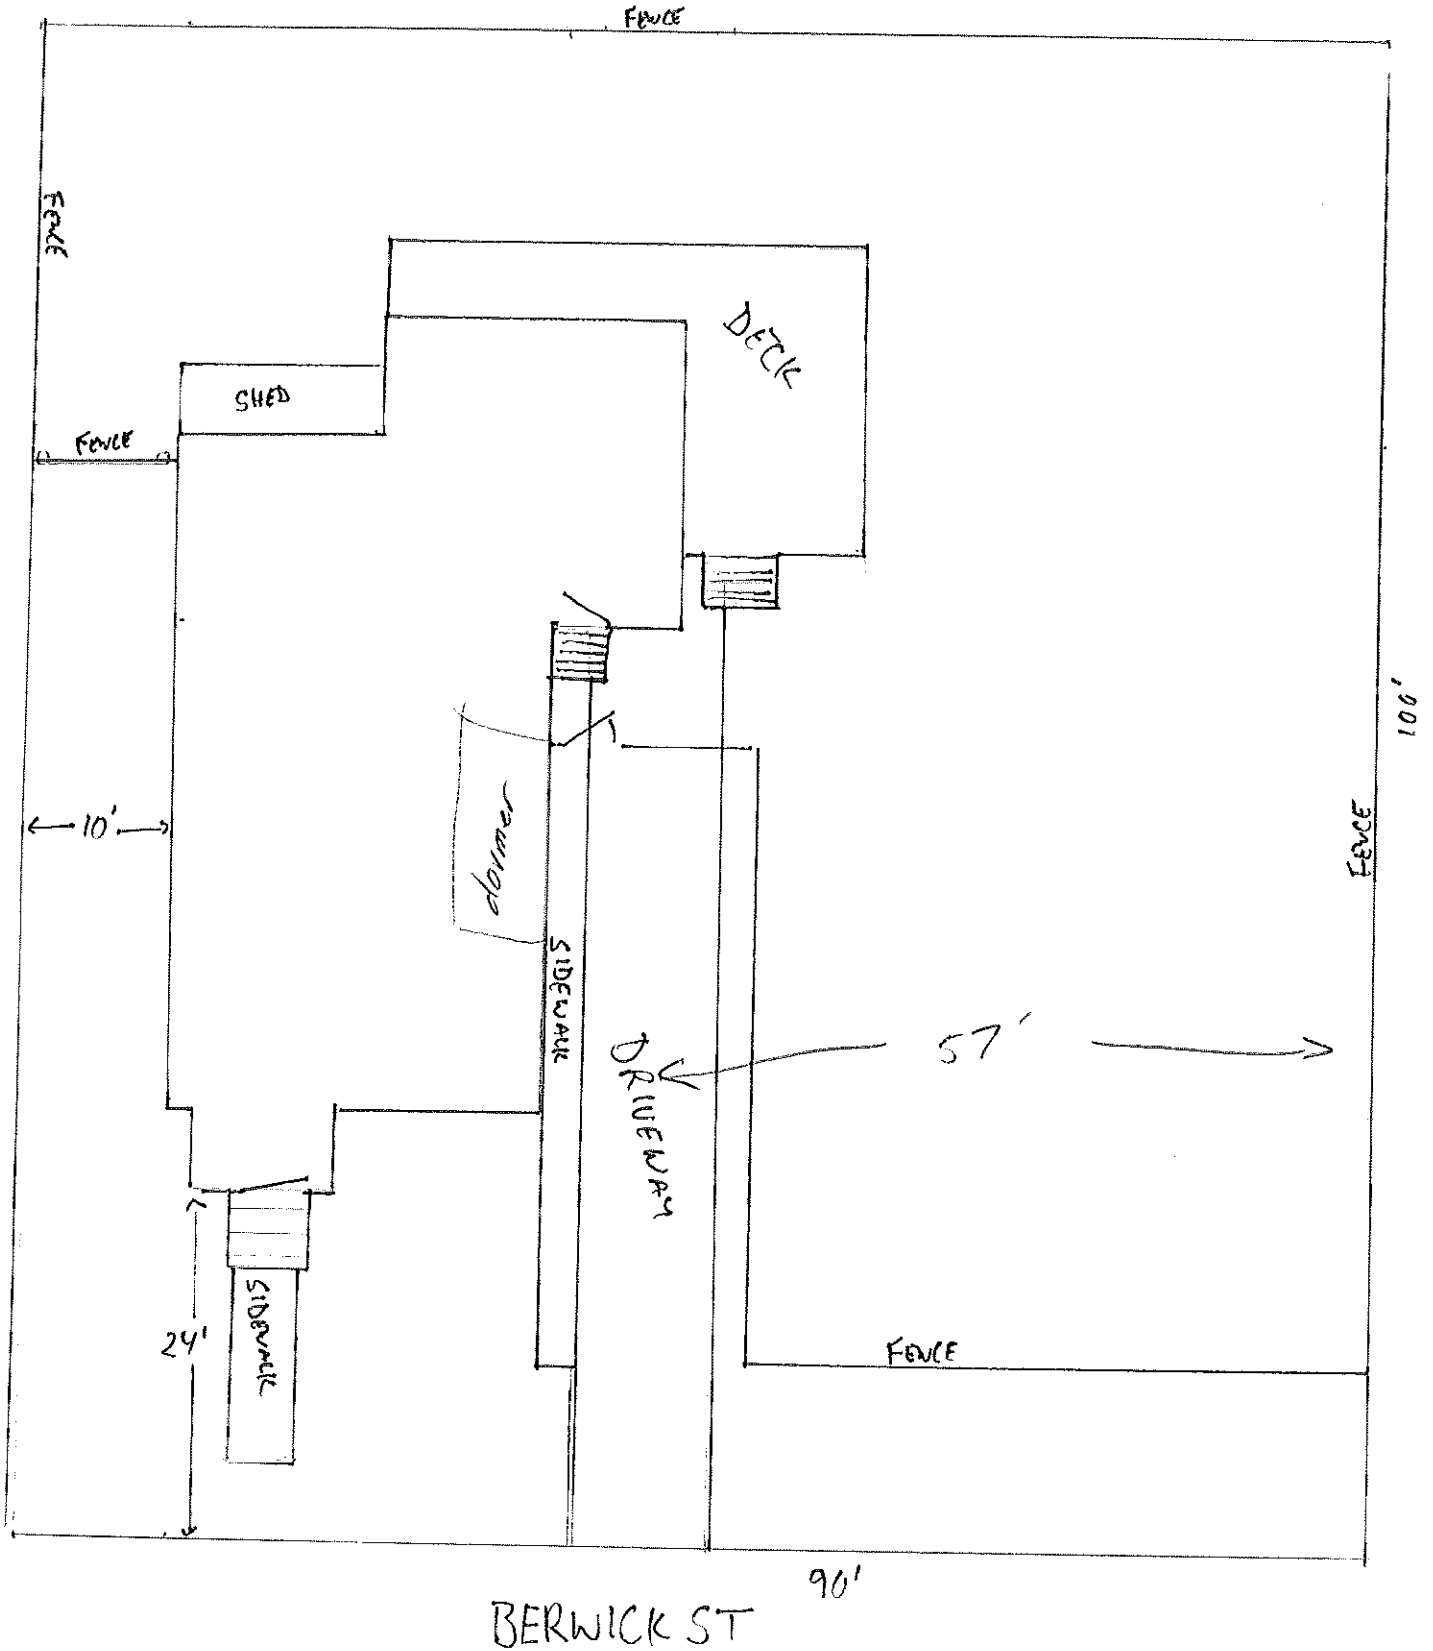 FENCE
FENCE
DECK
SHED
FENCE
100'
10'
dormer
FENCE
SIDEWALK
57'
DRIVEWAY
24'
SIDEWALK
FENCE
90'
BERWICK ST